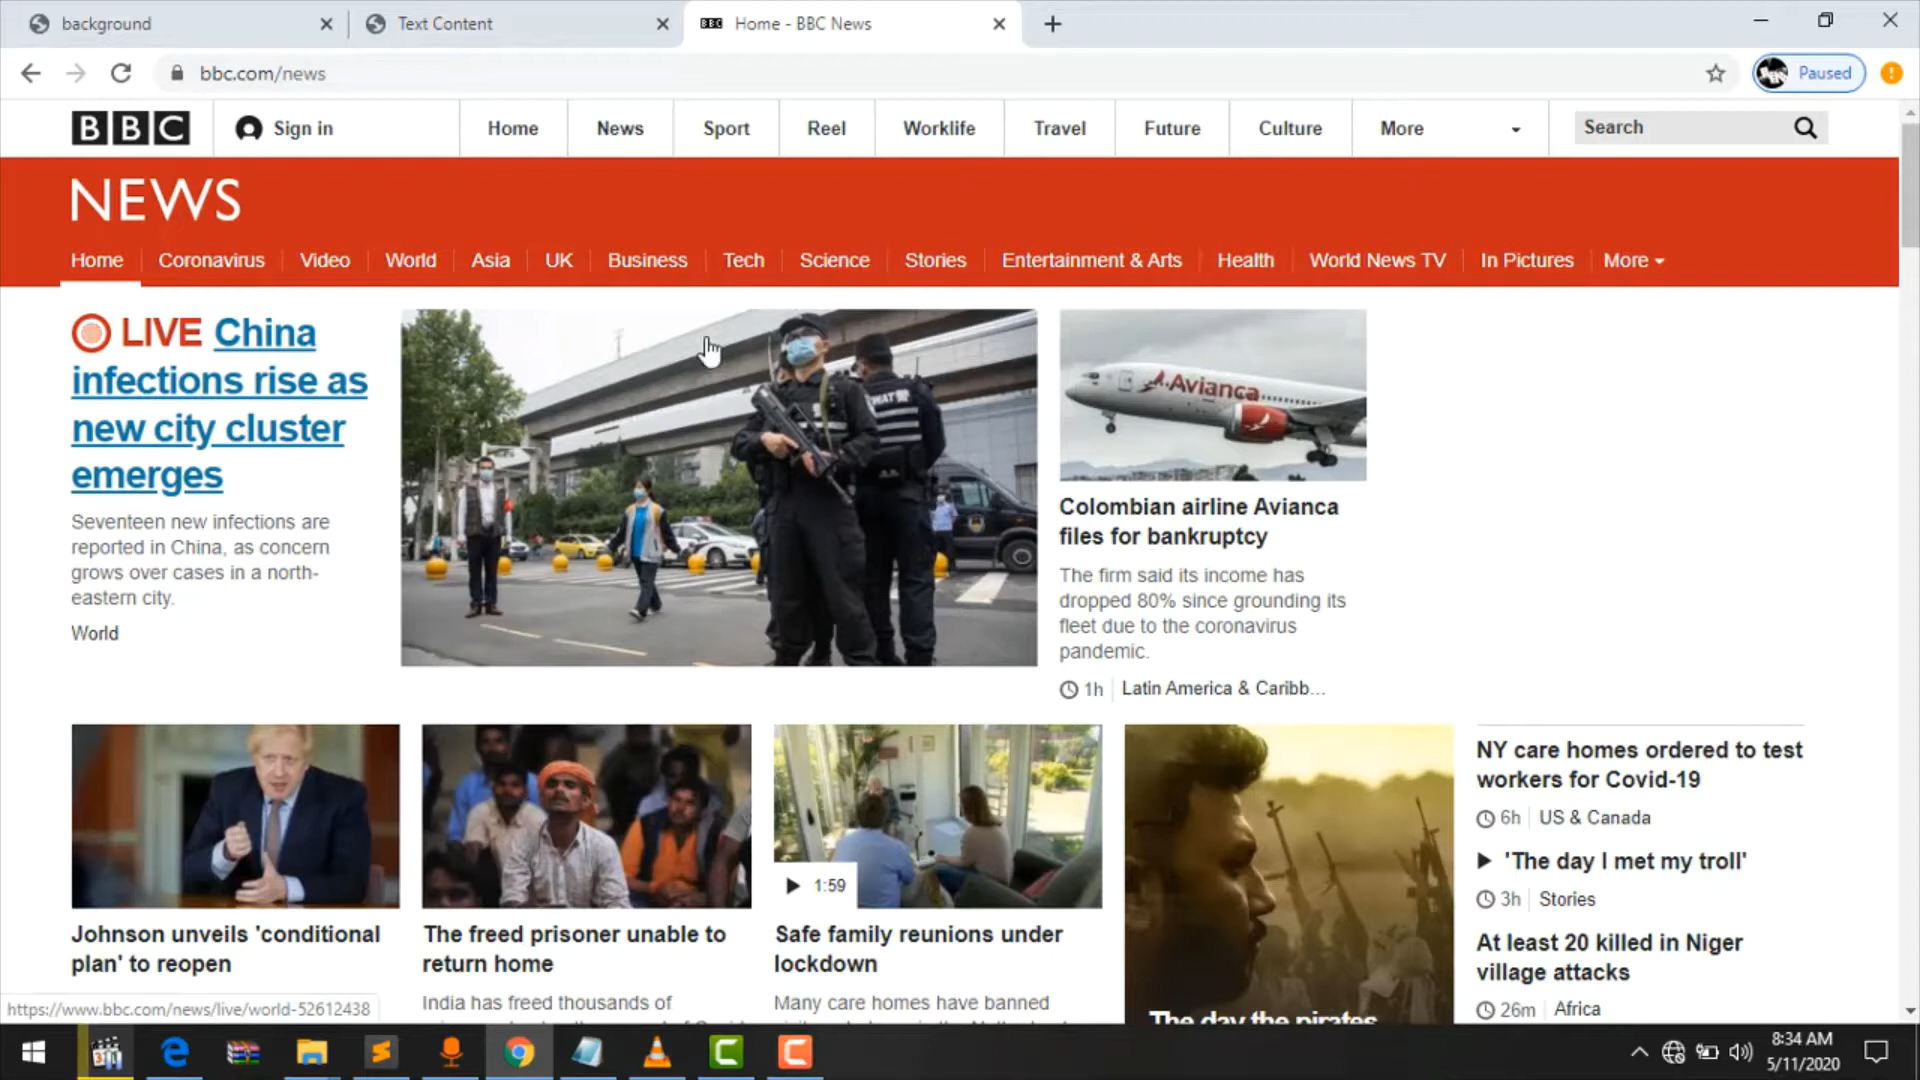 background
Text Content
BBC Home - BBC News
bbc.com/news
Paused
BBC
Sign in
Home
News
Sport
Reel
Worklife
Travel
Future
Culture
More
Search
NEWS
Home
Coronavirus
Video
World
Asia
UK
Business
Tech
Science
Stories
Entertainment & Arts
Health
World News TV
In Pictures
More
LIVE China
infections rise as
new city cluster
emerges
Seventeen new infections are
reported in China, as concern
grows over cases in a north-
eastern city.
World
Avianca
Colombian airline Avianca
files for bankruptcy
The firm said its income has
dropped 80% since grounding its
fleet due to the coronavirus
pandemic.
1h
Latin America & Caribb...
1:59
Johnson unveils 'conditional
plan' to reopen
The freed prisoner unable to
return home
India has freed thousands of
Safe family reunions under
lockdown
Many care homes have banned
The day the pirates
NY care homes ordered to test
workers for Covid-19
6h
US & Canada
'The day I met my troll'
3h
Stories
At least 20 killed in Niger
village attacks
26m
Africa
https://www.bbc.com/news/live/world-52612438
8:34 AM
5/11/2020